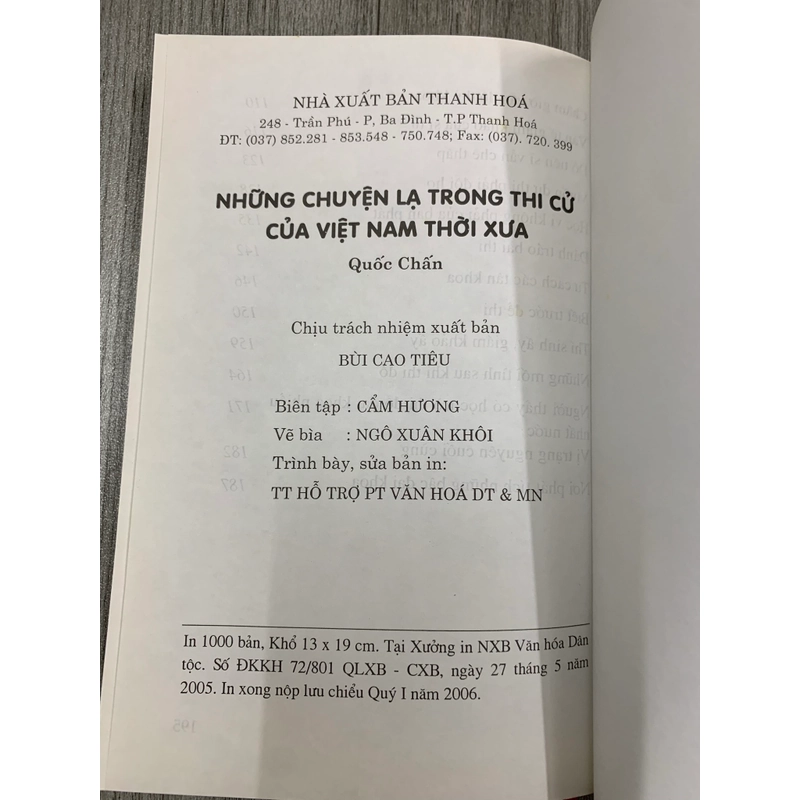 NHÀ XUẤT BẢN THANH HOÁ
248 - Trần Phú - P, Ba Đình - T.P Thanh Hoá
ĐT: (037) 852.281 - 853.548 - 750.748; Fax: (037). 720. 399
NHỮNG CHUYỆN LẠ TRONG THI CỬ
CỦA VIỆT NAM THỜI XƯA
Quốc Chấn
Chịu trách nhiệm xuất bản
BÙI CAO TIÊU
Biên tập : CẨM HƯƠNG
Vẽ bìa : NGÔ XUÂN KHÔI
Trình bày, sửa bản in:
TT HỖ TRỢ PT VĂN HOÁ DT & MN
In 1000 bản, Khổ 13 x 19 cm. Tại Xưởng in NXB Văn hóa Dân
tộc. Số ĐKKH 72/801 QLXB - CXB, ngày 27 tháng 5 năm
2005. In xong nộp lưu chiểu Quý I năm 2006.